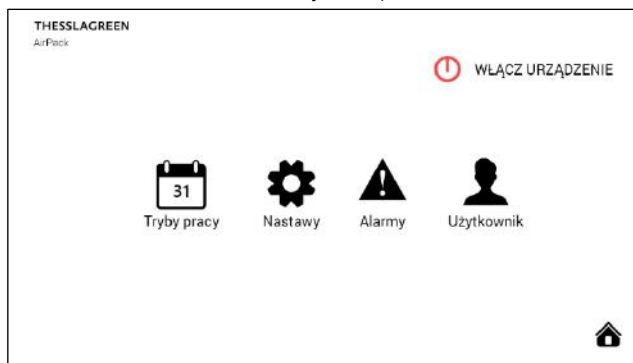 THESSLAGREEN
AirPack
WŁĄCZ URZĄDZENIE
31
Tryby pracy
Nastawy
Alarmy
Użytkownik